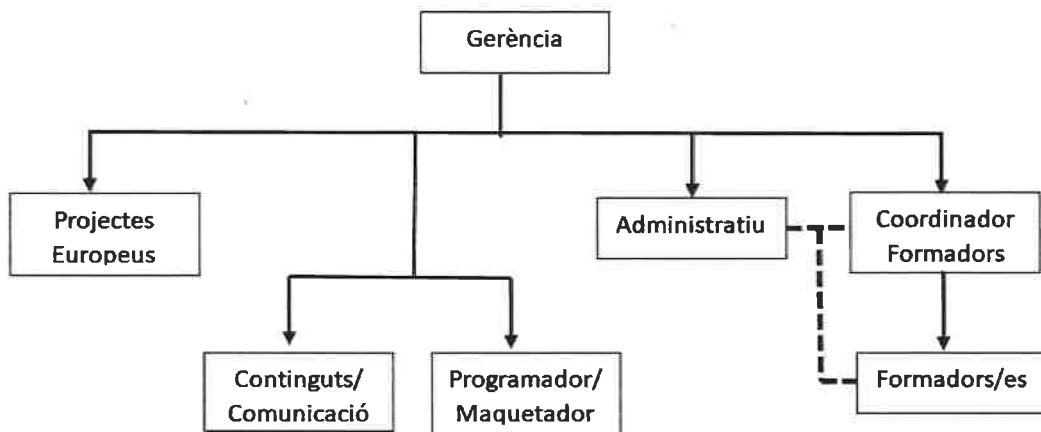 Gerència
Projectes
Europeus
Administratiu
Coordinador
Formadors
Continguts/
Comunicació
Programador/
Maquetador
Formadors/es